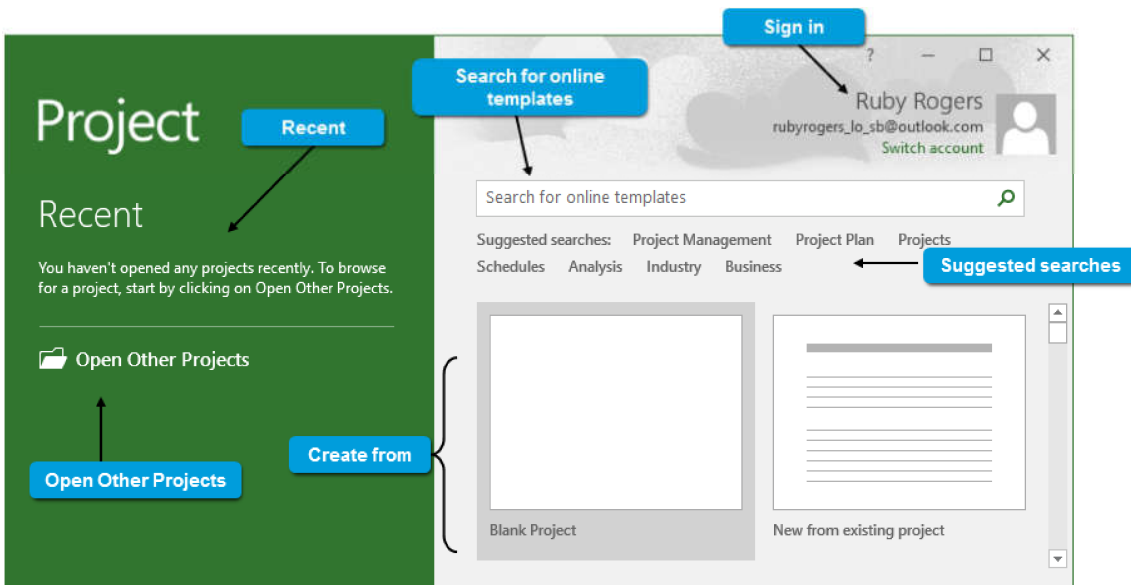 Sign in
?
Search for online
templates
Project
Recent
Ruby Rogers
rubyrogers_lo_sb@outlook.com
Switch account
Recent
Search for online templates
You haven't opened any projects recently. To browse
for a project, start by clicking on Open Other Projects.
Suggested searches: Project Management Project Plan Projects
Schedules Analysis Industry Business
Suggested searches
Open Other Projects
Create from
Open Other Projects
Blank Project
New from existing project